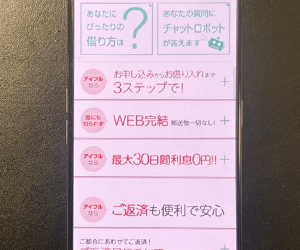 あなたに
ぴったりの
借り方は
?
あなたの質問に
チャットロボット
が答えます
アイフル
なら
お申し込みからお借り入れまで
3ステップで!
+
誰にも
知られず
WEB完結 郵送物一切なし!
+
アイフル
なら
最大30日間利息0円!!
+
アイフル
なら
ご返済も便利で安心
+
ご都合にあわせてご返済!